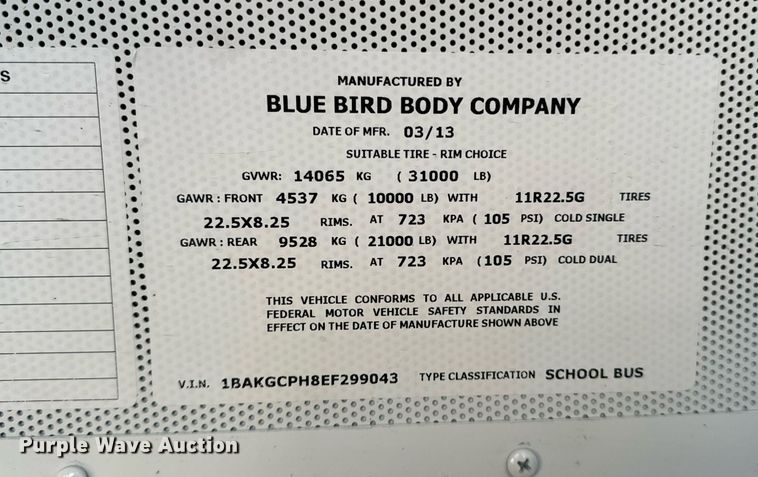 S
MANUFACTURED BY
BLUE BIRD BODY COMPANY
DATE OF MFR. 03/13
SUITABLE TIRE - RIM CHOICE
GVWR: 14065 KG ( 31000 LB)
GAWR : FRONT 4537 KG ( 10000 LB) WITH 11R22.5G TIRES
22.5X8.25 RIMS. AT 723 KPA ( 105 PSI) COLD SINGLE
GAWR : REAR 9528 KG ( 21000 LB) WITH 11R22.5G TIRES
22.5X8.25 RIMS. AT 723 KPA ( 105 PSI) COLD DUAL
THIS VEHICLE CONFORMS TO ALL APPLICABLE U.S.
FEDERAL MOTOR VEHICLE SAFETY STANDARDS IN
EFFECT ON THE DATE OF MANUFACTURE SHOWN ABOVE
V.I.N. 1BAKGCPH8EF299043 TYPE CLASSIFICATION SCHOOL BUS
Purple Wave Auction